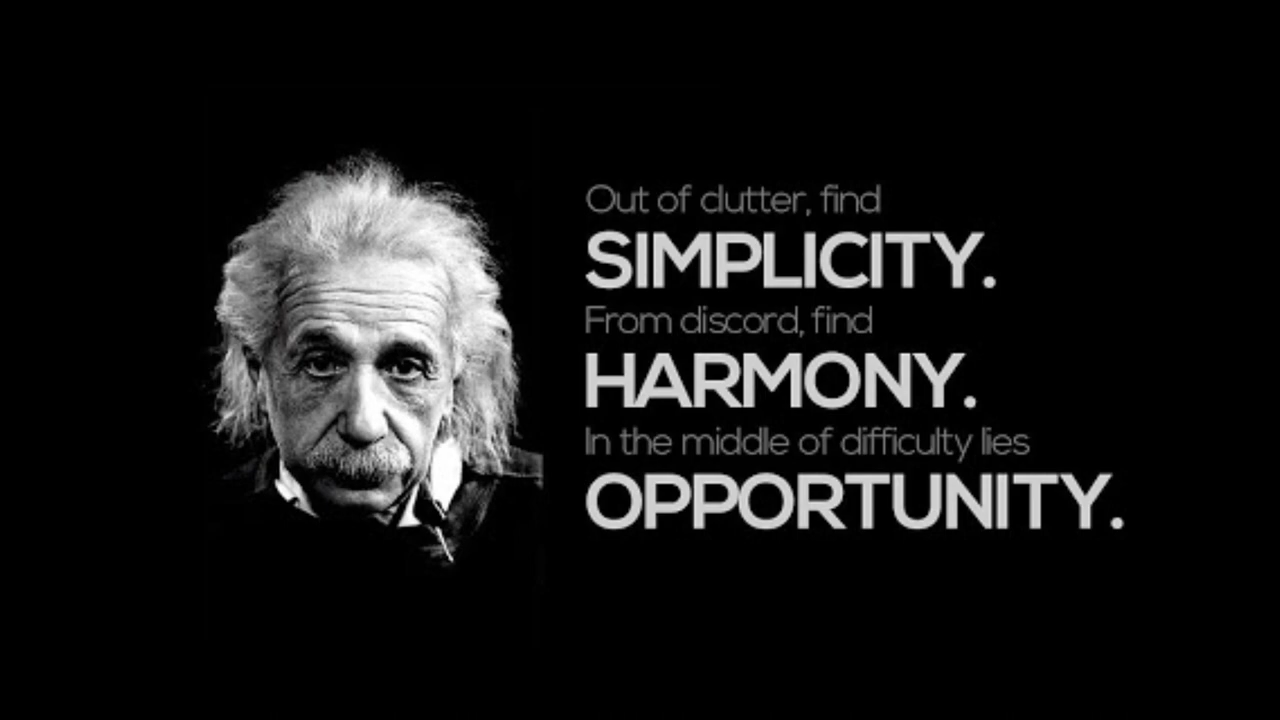 Out of clutter, find
SIMPLICITY.
From discord, find
HARMONY.
In the middle of difficulty lies
OPPORTUNITY.